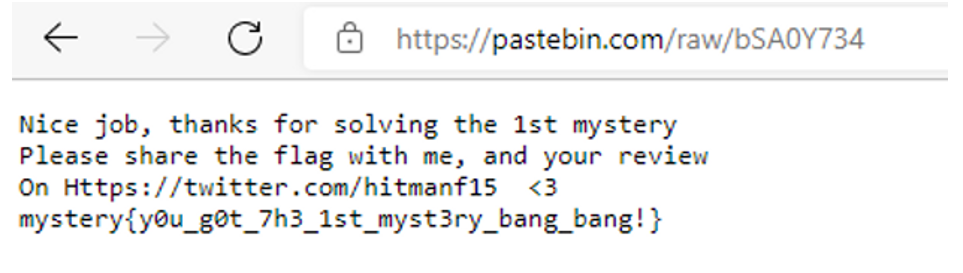 https://pastebin.com/raw/bSA0Y734
Nice job, thanks for solving the 1st mystery
Please share the flag with me, and your review
On Https://twitter.com/hitmanf15  <3
mystery{y0u_g0t_7h3_1st_myst3ry_bang_bang!}